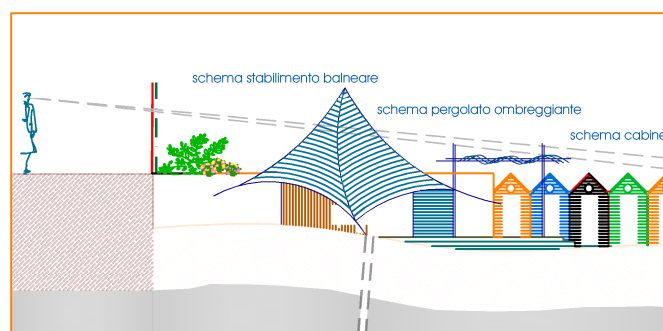 schema stabilimento balneare
schema pergolato ombreggiante
schema cabine